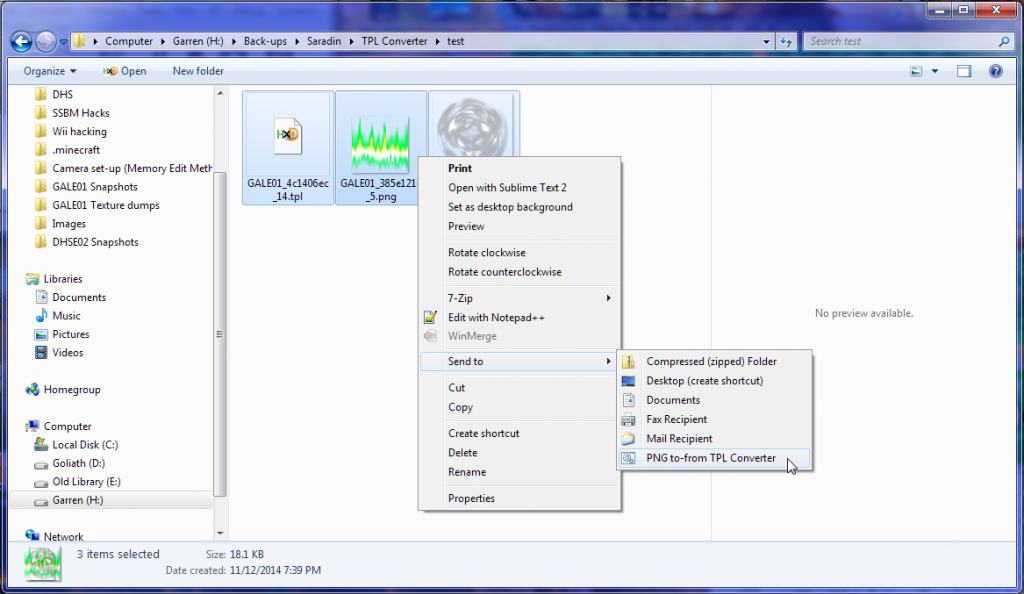 Computer Garren (H:) Back-ups Saradin TPL Converter test
Search test
Organize Open New folder
DHS
SSBM Hacks
Wii hacking
.minecraft
Camera set-up (Memory Edit Meth
GALE01 Snapshots
GALE01 Texture dumps
Images
DHSE02 Snapshots
Libraries
Documents
Music
Pictures
Videos
Homegroup
Computer
Local Disk (C:)
Goliath (D:)
Old Library (E:)
Garren (H:)
Network
GALE01_4c1406ec
_14.tpl
GALE01_385e121
_5.png
Print
Open with Sublime Text 2
Set as desktop background
Preview
Rotate clockwise
Rotate counterclockwise
7-Zip
Edit with Notepad++
WinMerge
Send to
Cut
Copy
Create shortcut
Delete
Rename
Properties
Compressed (zipped) Folder
Desktop (create shortcut)
Documents
Fax Recipient
Mail Recipient
PNG to-from TPL Converter
No preview available.
3 items selected Size: 18.1 KB
Date created: 11/12/2014 7:39 PM